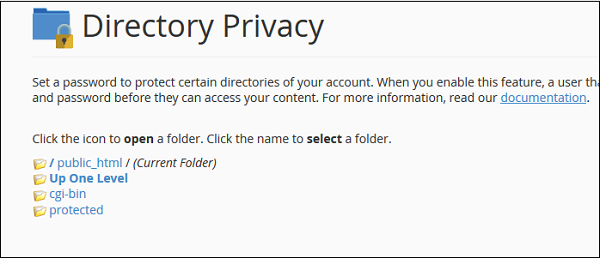 Directory Privacy
Set a password to protect certain directories of your account. When you enable this feature, a user
and password before they can access your content. For more information, read our documentation.
Click the icon to open a folder. Click the name to select a folder.
/ public_html / (Current Folder)
Up One Level
cgi-bin
protected